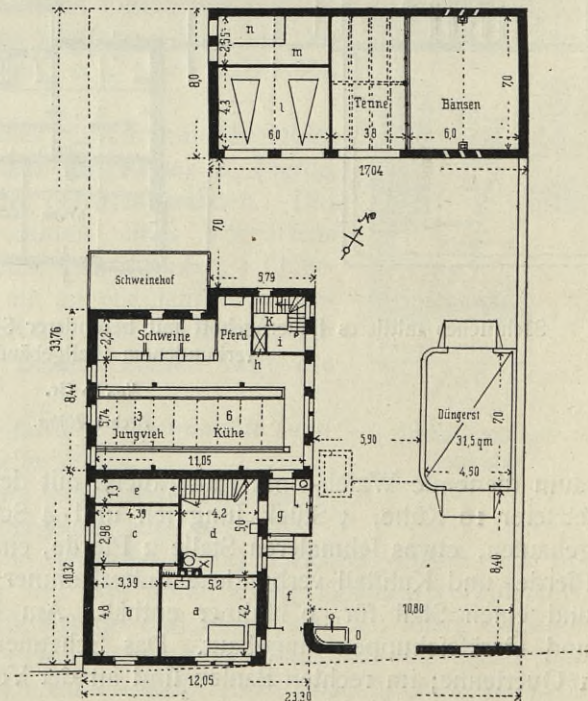 n
m
2,55
8,0
4,3
l
Tenne
Bansen
7,0
6,0
3,8
6,0
17,04
7,0
No
Schweinehof
5,79
33,76
Schweine
Pferd
K
i
h
2,2
8,44
5,74
3
6
Jungvieh
Kühe
11,05
5,90
Düngerst
31,5 qm
7,0
4,50
1,3
e
4,39
4,2
g
2,98
c
d
5,0
10,32
3,39
5,2
f
4,8
b
a
4,2
10,80
8,40
o
12,05
23,30